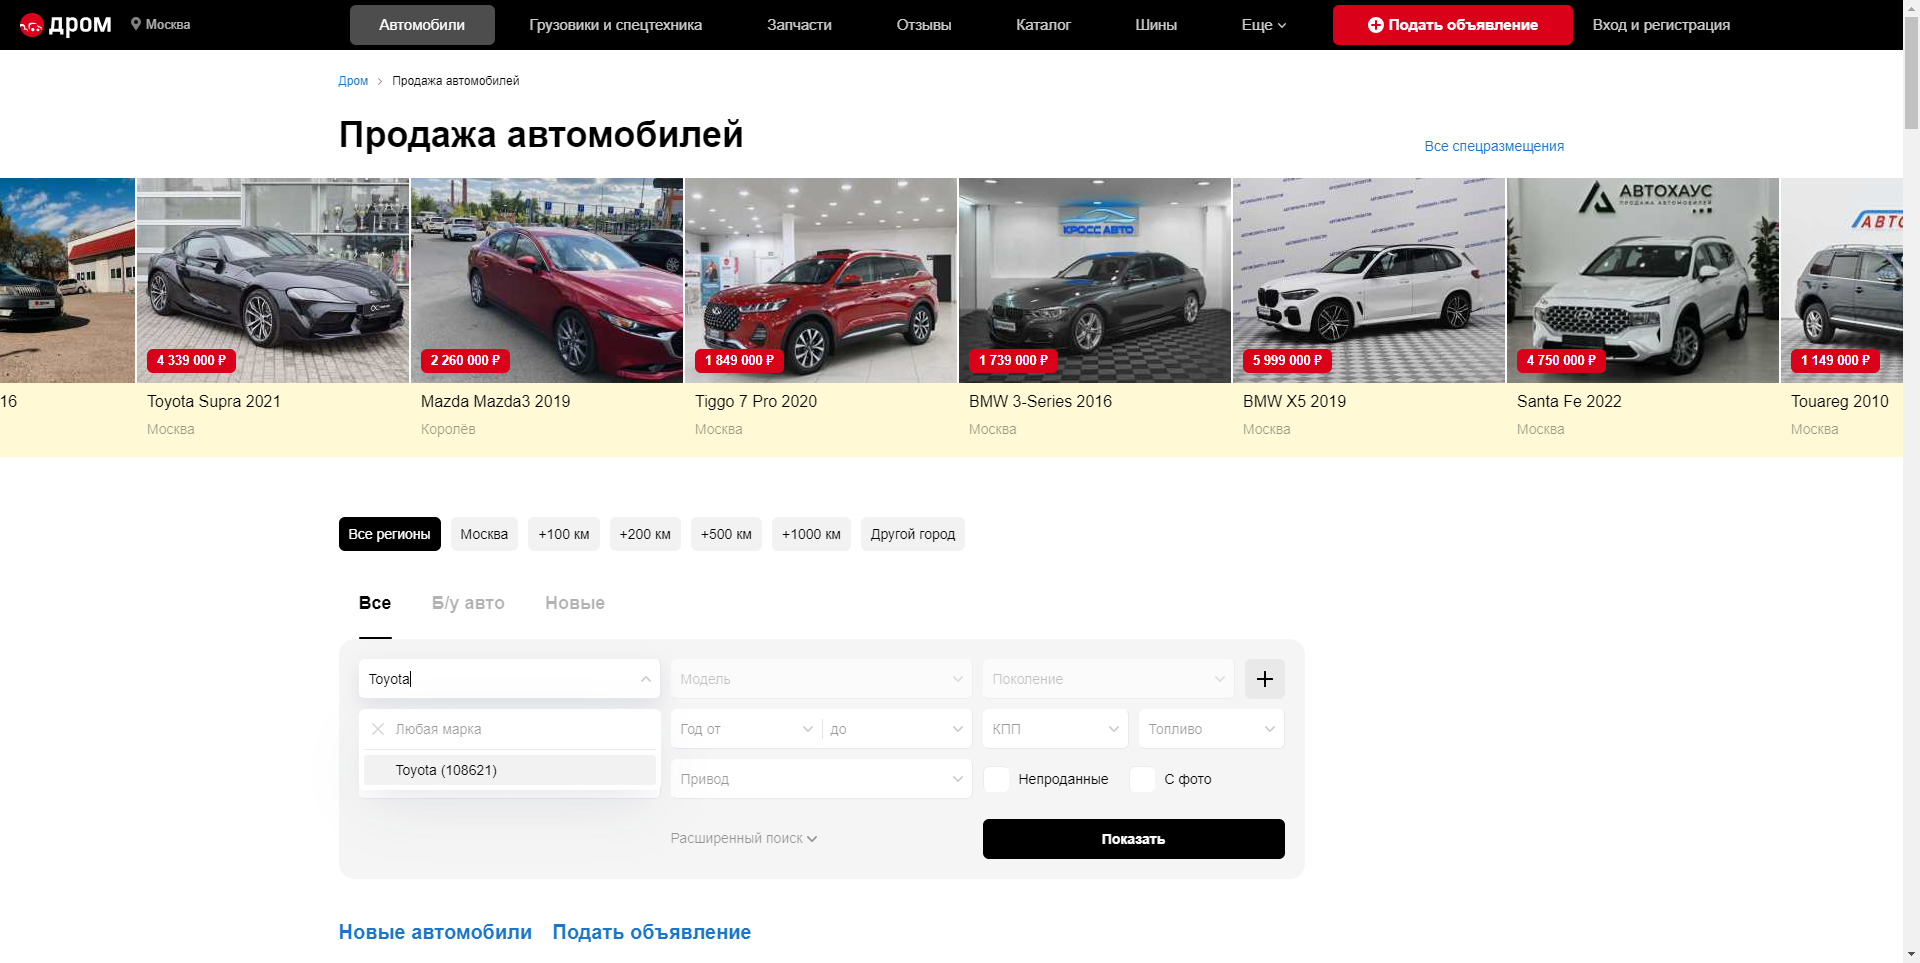 дром
Москва
Автомобили
Грузовики и спецтехника
Запчасти
Отзывы
Каталог
Шины
Еще
Подать объявление
Вход и регистрация
Дром
Продажа автомобилей
Продажа автомобилей
Все спецразмещения
КРОСС АВТО
АВТОХАУС
ПРОДАЖА АВТОМОБИЛЕЙ
4 339 000 ₽
2 260 000 ₽
1 849 000 ₽
1 739 000 ₽
5 999 000 ₽
4 750 000 ₽
1 149 000 ₽
16
Toyota Supra 2021
Mazda Mazda3 2019
Tiggo 7 Pro 2020
BMW 3-Series 2016
BMW X5 2019
Santa Fe 2022
Touareg 2010
Москва
Королёв
Москва
Москва
Москва
Москва
Москва
Все регионы
Москва
+100 км
+200 км
+500 км
+1000 км
Другой город
Все
Б/у авто
Новые
Toyota
Модель
Поколение
Любая марка
Год от
до
КПП
Топливо
Toyota (108621)
Привод
Непроданные
С фото
Расширенный поиск
Показать
Новые автомобили
Подать объявление